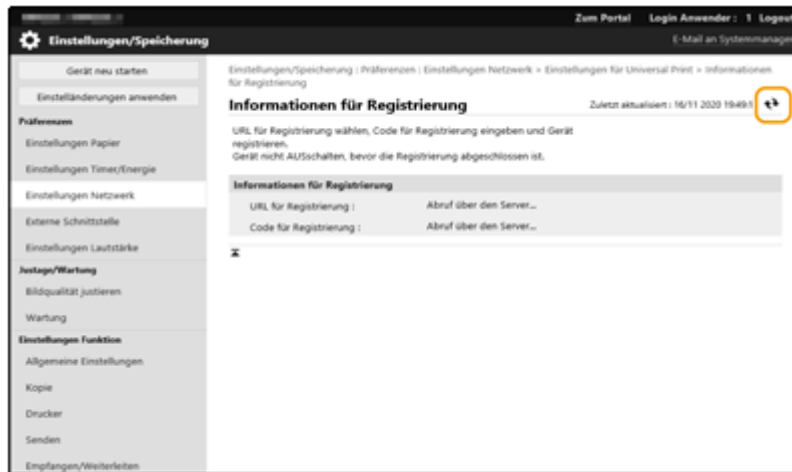 Zum Portal Login Anwender : 1 Logout
Einstellungen/Speicherung
E-Mail an Systemmanager
Gerät neu starten
Einstelländerungen anwenden
Präferenzen
Einstellungen Papier
Einstellungen Timer/Energie
Einstellungen Netzwerk
Externe Schnittstelle
Einstellungen Lautstärke
Justage/Wartung
Bildqualität justieren
Wartung
Einstellungen Funktion
Allgemeine Einstellungen
Kopie
Drucker
Senden
Empfangen/Weiterleiten
Einstellungen/Speicherung : Präferenzen : Einstellungen Netzwerk > Einstellungen für Universal Print > Informationen
für Registrierung
Informationen für Registrierung
Zuletzt aktualisiert : 16/11 2020 19:49:1
URL für Registrierung wählen, Code für Registrierung eingeben und Gerät
registrieren.
Gerät nicht AUSschalten, bevor die Registrierung abgeschlossen ist.
Informationen für Registrierung
URL für Registrierung : Abruf über den Server...
Code für Registrierung : Abruf über den Server...